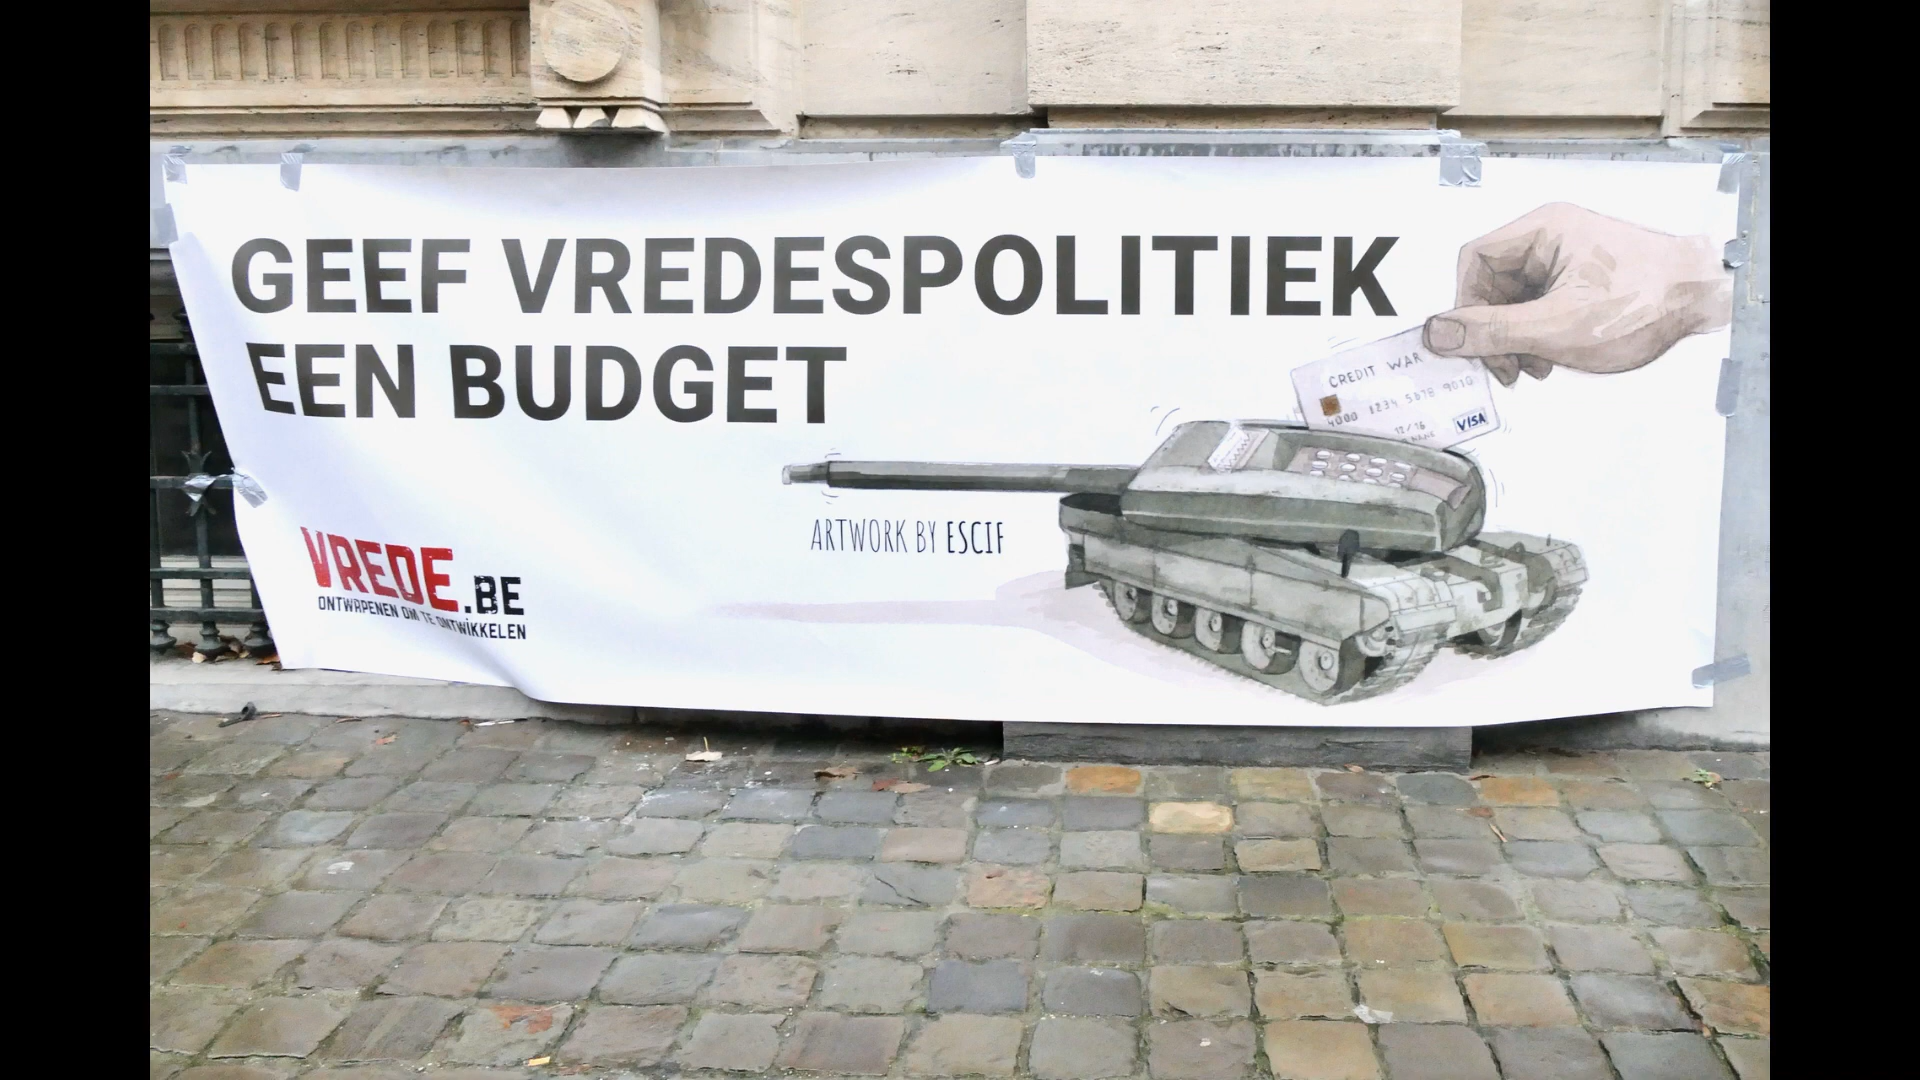 GEEF VREDESPOLITIEK
EEN BUDGET
CREDIT WAR
4000 1234 5678 9010
12/16
NAME
VISA
ARTWORK BY ESCIF
VREDE.BE
ONTWAPENEN OM TE ONTWIKKELEN